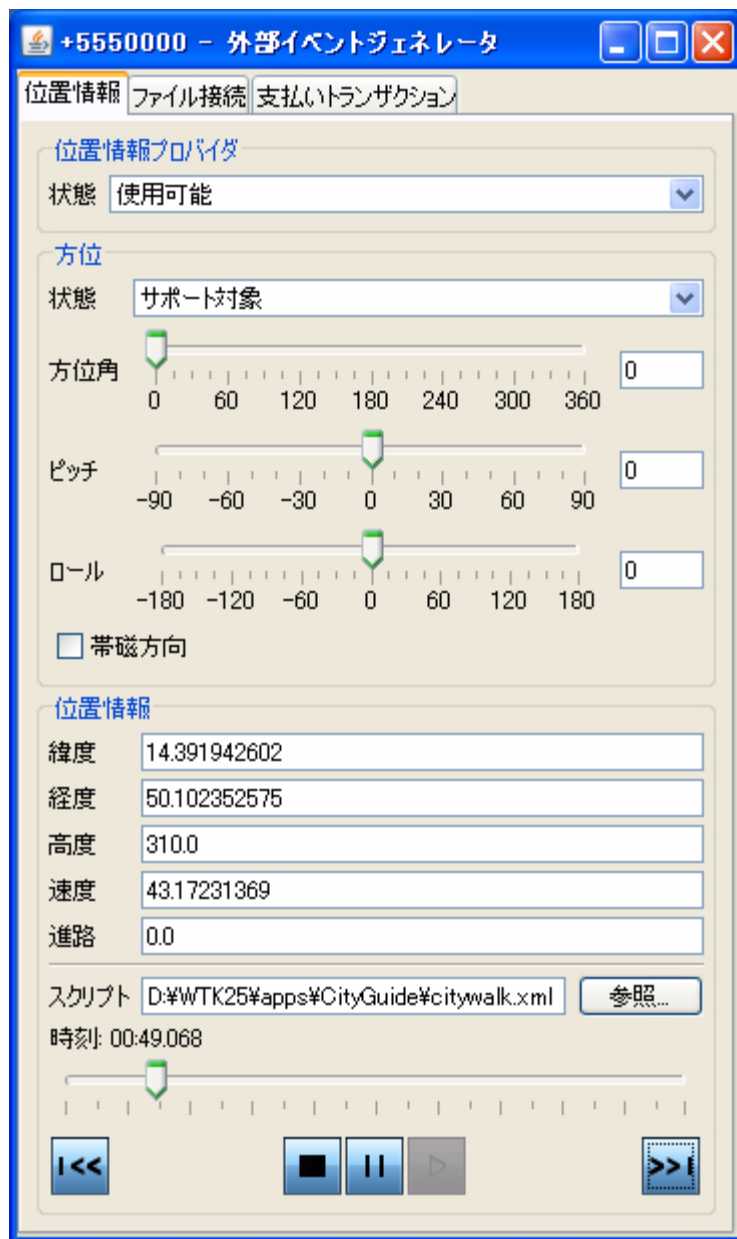 +5550000 - 外部イベントジェネレータ
位置情報 ファイル接続 支払いトランザクション
位置情報プロバイダ
状態 使用可能
方位
状態 サポート対象
方位角 0
0 60 120 180 240 300 360
ピッチ 0
-90 -60 -30 0 30 60 90
ロール 0
-180 -120 -60 0 60 120 180
帯磁方向
位置情報
緯度 14.391942602
経度 50.102352575
高度 310.0
速度 43.17231369
進路 0.0
スクリプト D:¥WTK25¥apps¥CityGuide¥citywalk.xml 参照...
時刻: 00:49.068
I<< >>I